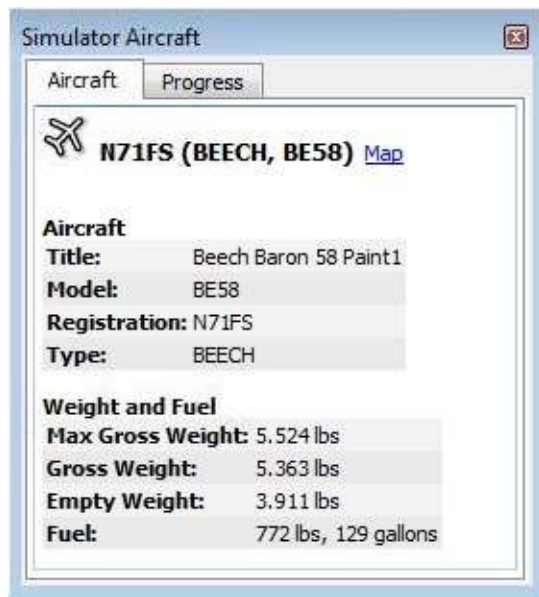 Simulator Aircraft
Aircraft Progress
N71FS (BEECH, BE58) Map
Aircraft
Title: Beech Baron 58 Paint1
Model: BE58
Registration: N71FS
Type: BEECH
Weight and Fuel
Max Gross Weight: 5.524 lbs
Gross Weight: 5.363 lbs
Empty Weight: 3.911 lbs
Fuel: 772 lbs, 129 gallons